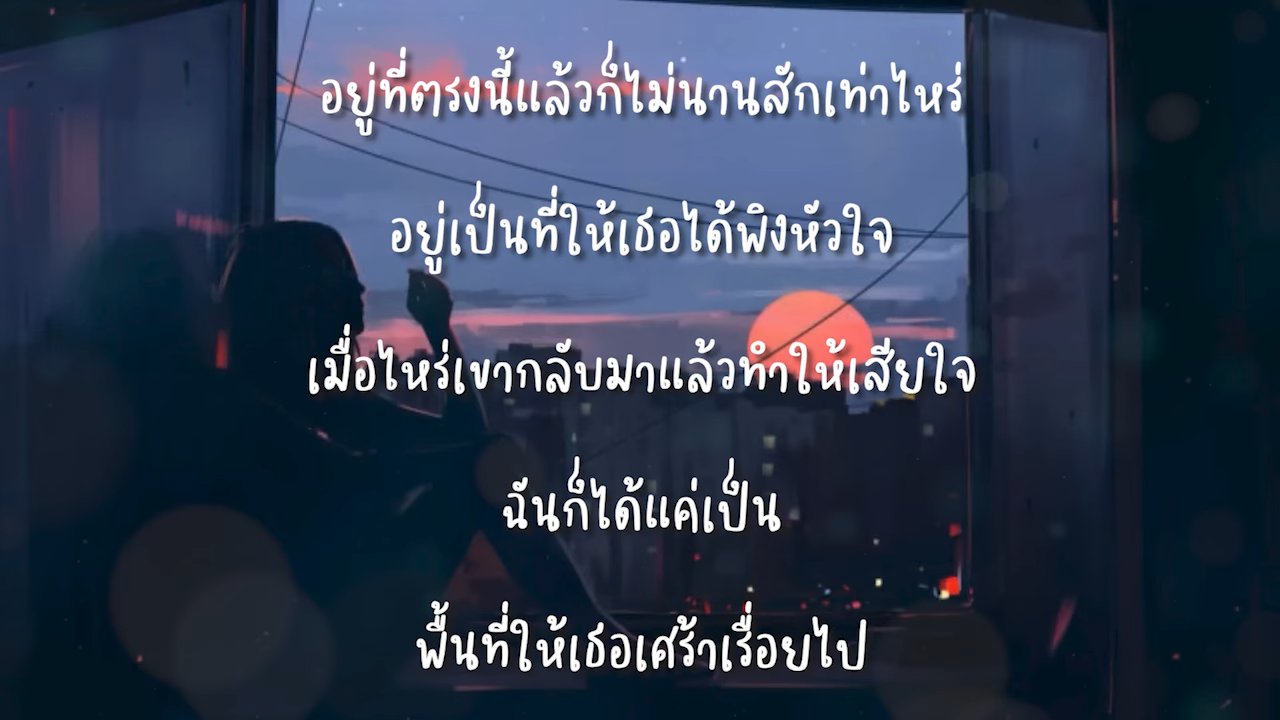 อยู่ที่ตรงนี้แล้วก็ไม่นานสักเท่าไหร่
อยู่เป็นที่ให้เธอได้พิงหัวใจ
เมื่อไหร่เขากลับมาแล้วทำให้เสียใจ
ฉันก็ได้แค่เป็น
พื้นที่ให้เธอเศร้าเรื่อยไป